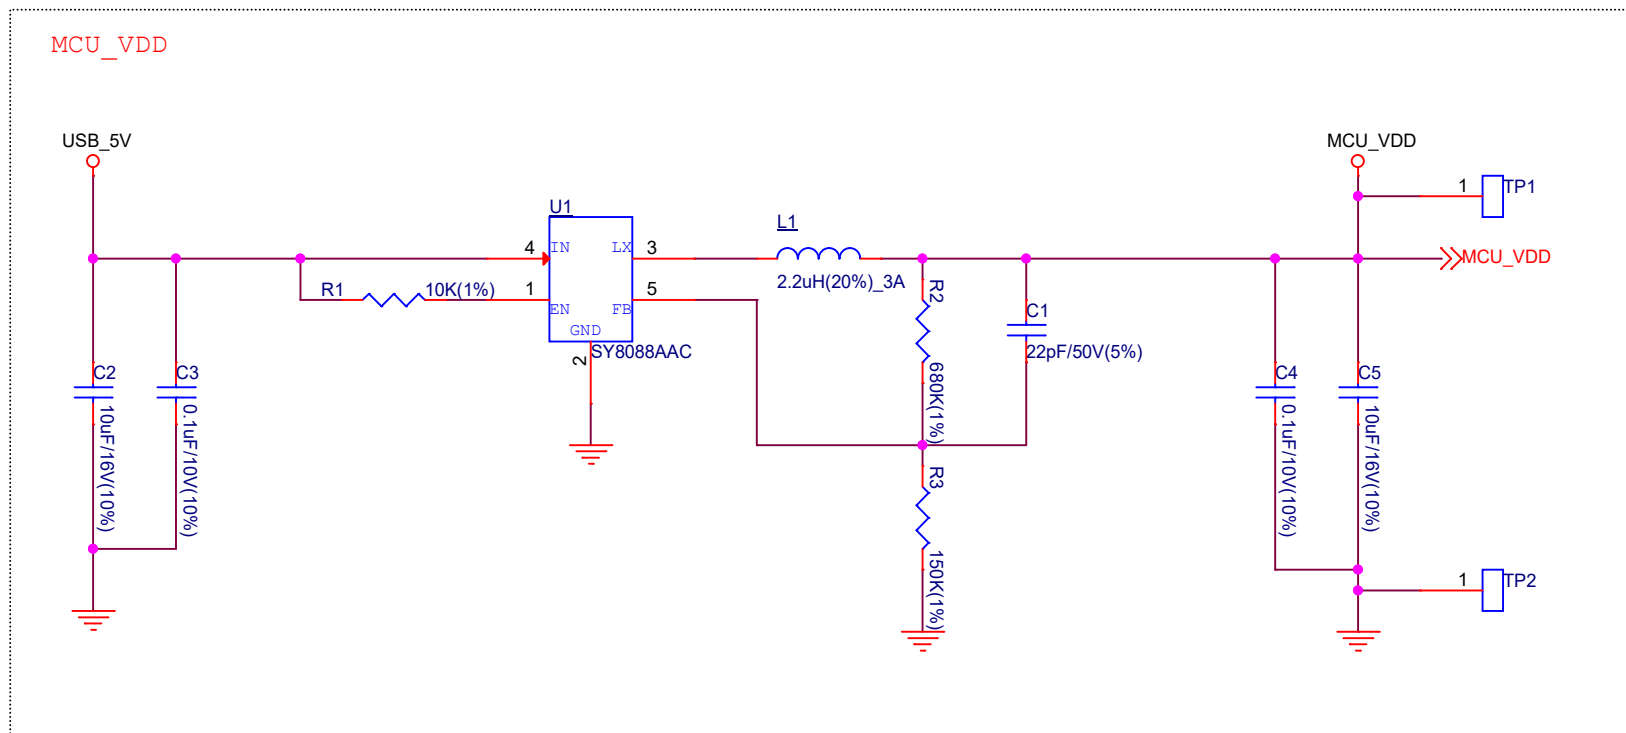 MCU_VDD
USB_5V
MCU_VDD
1
TP1
U1
L1
4
IN
LX
3
MCU_VDD
2.2uH(20%)_3A
R1
10K(1%)
1
EN
FB
5
GND
2
SY8088AAC
R2
680K(1%)
C1
22pF/50V(5%)
C2
10uF/16V(10%)
C3
0.1uF/10V(10%)
C4
0.1uF/10V(10%)
C5
10uF/16V(10%)
R3
150K(1%)
1
TP2